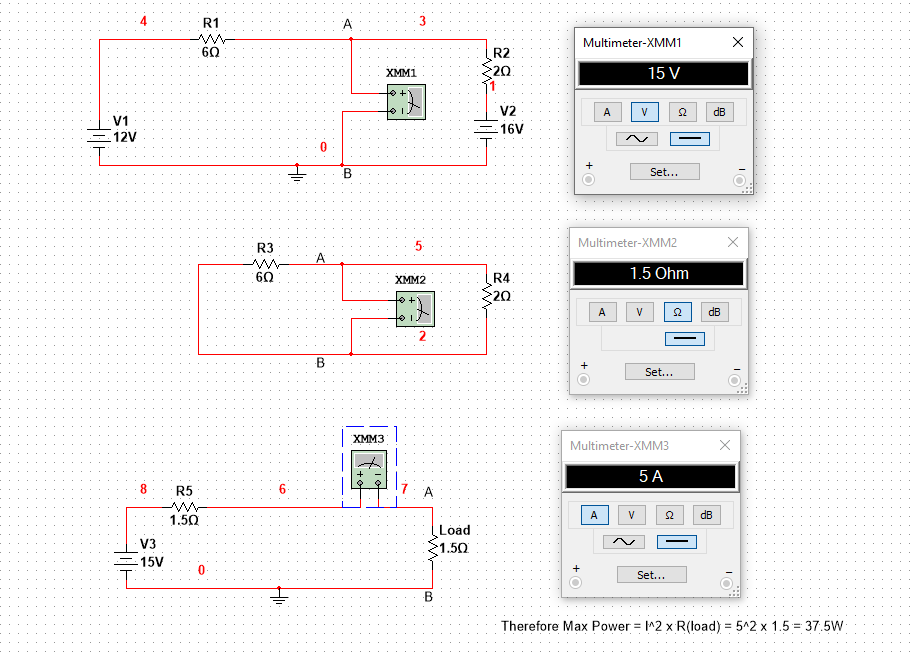 4
R1
6Ω
A
3
XMM1
R2
2Ω
1
V1
12V
V2
16V
0
B
Multimeter-XMM1
15 V
A V Ω dB
+ Set... −
R3
6Ω
A
5
XMM2
R4
2Ω
2
B
Multimeter-XMM2
1.5 Ohm
A V Ω dB
+ Set... −
XMM3
8
R5
1.5Ω
6
7
A
V3
15V
Load
1.5Ω
0
B
Multimeter-XMM3
5 A
A V Ω dB
+ Set... −
Therefore Max Power = I^2 x R(load) = 5^2 x 1.5 = 37.5W